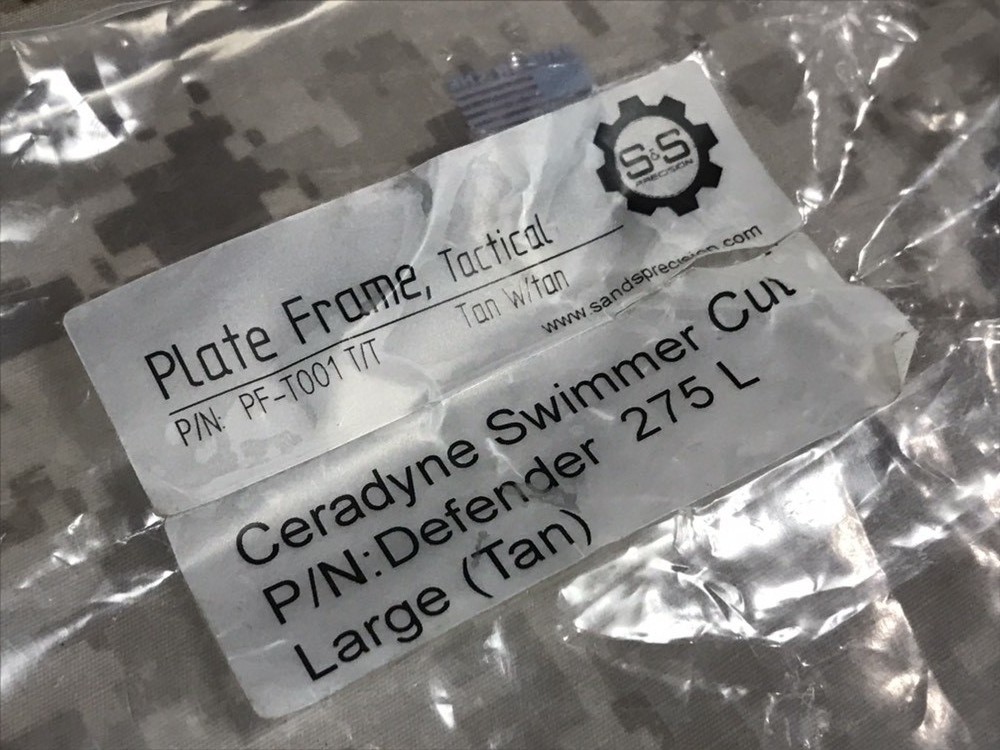 S&S
PRECISION
Plate Frame, Tactical
P/N: PF-T001 T/T Tan W/tan
www.sandsprecision.com
Ceradyne Swimmer Cut
P/N:Defender 275 L
Large (Tan)